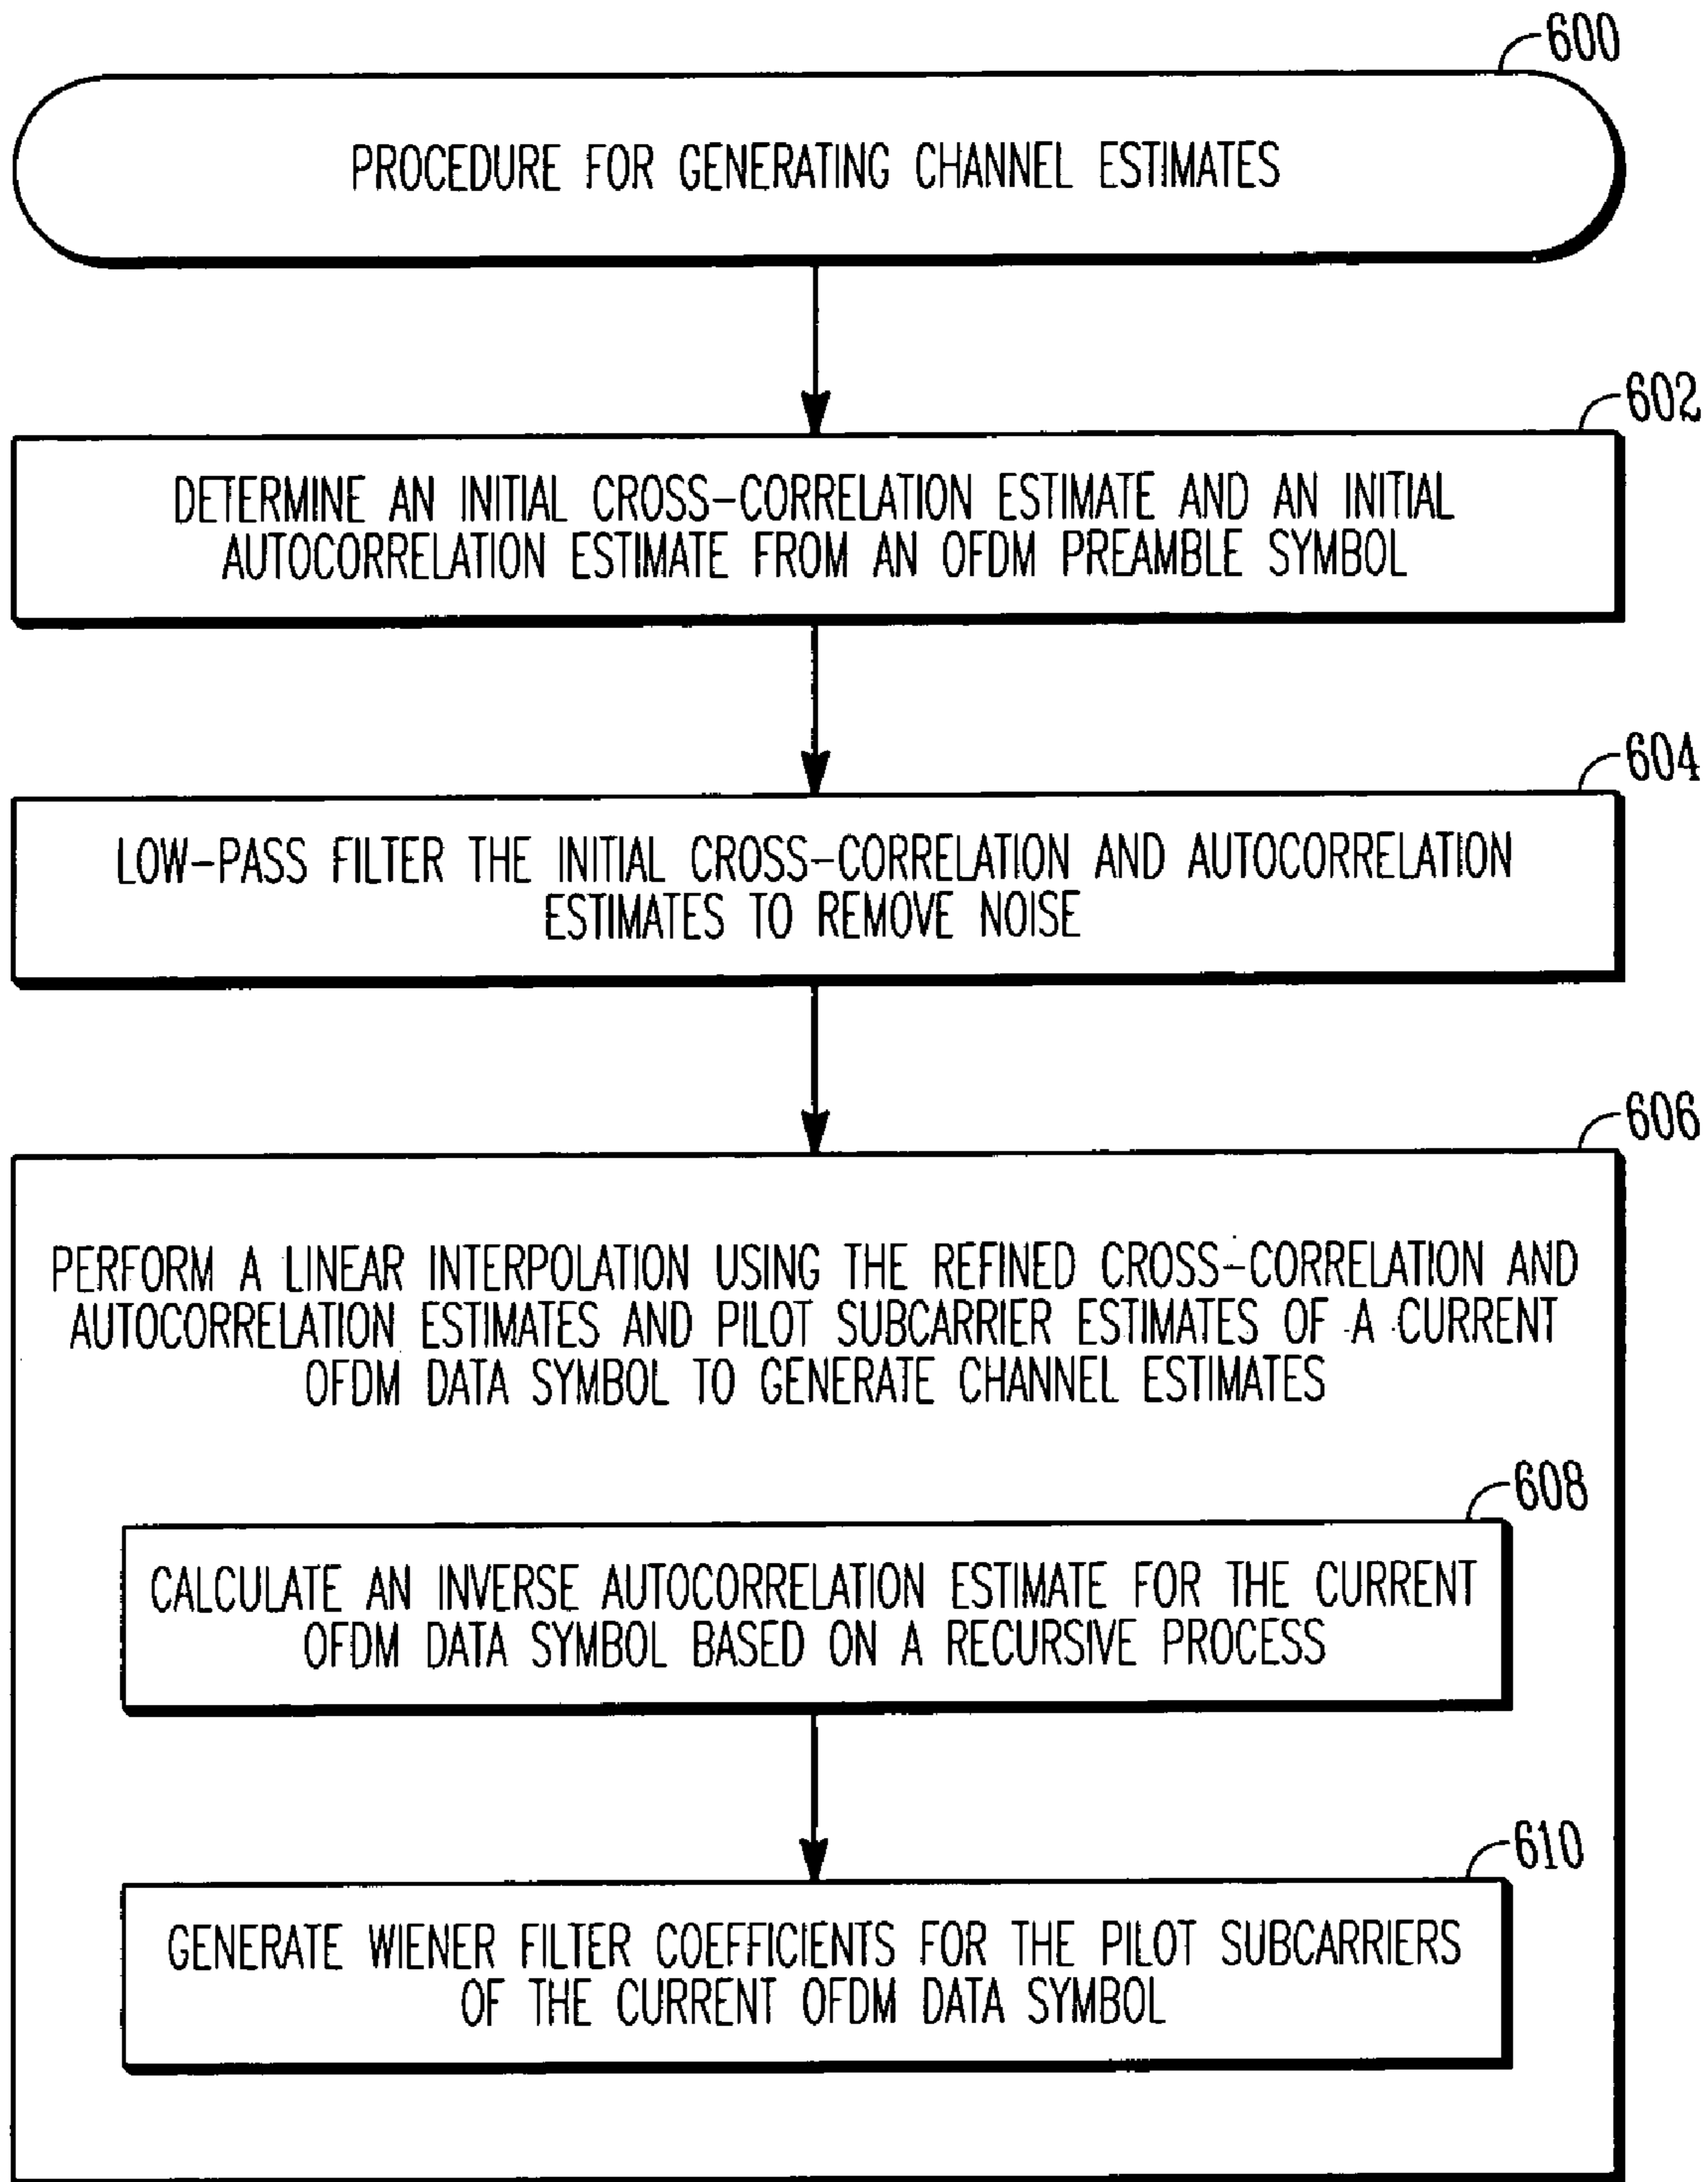 600
PROCEDURE FOR GENERATING CHANNEL ESTIMATES
602
DETERMINE AN INITIAL CROSS-CORRELATION ESTIMATE AND AN INITIAL
AUTOCORRELATION ESTIMATE FROM AN OFDM PREAMBLE SYMBOL
604
LOW-PASS FILTER THE INITIAL CROSS-CORRELATION AND AUTOCORRELATION
ESTIMATES TO REMOVE NOISE
606
PERFORM A LINEAR INTERPOLATION USING THE REFINED CROSS-CORRELATION AND
AUTOCORRELATION ESTIMATES AND PILOT SUBCARRIER ESTIMATES OF A CURRENT
OFDM DATA SYMBOL TO GENERATE CHANNEL ESTIMATES
608
CALCULATE AN INVERSE AUTOCORRELATION ESTIMATE FOR THE CURRENT
OFDM DATA SYMBOL BASED ON A RECURSIVE PROCESS
610
GENERATE WIENER FILTER COEFFICIENTS FOR THE PILOT SUBCARRIERS
OF THE CURRENT OFDM DATA SYMBOL